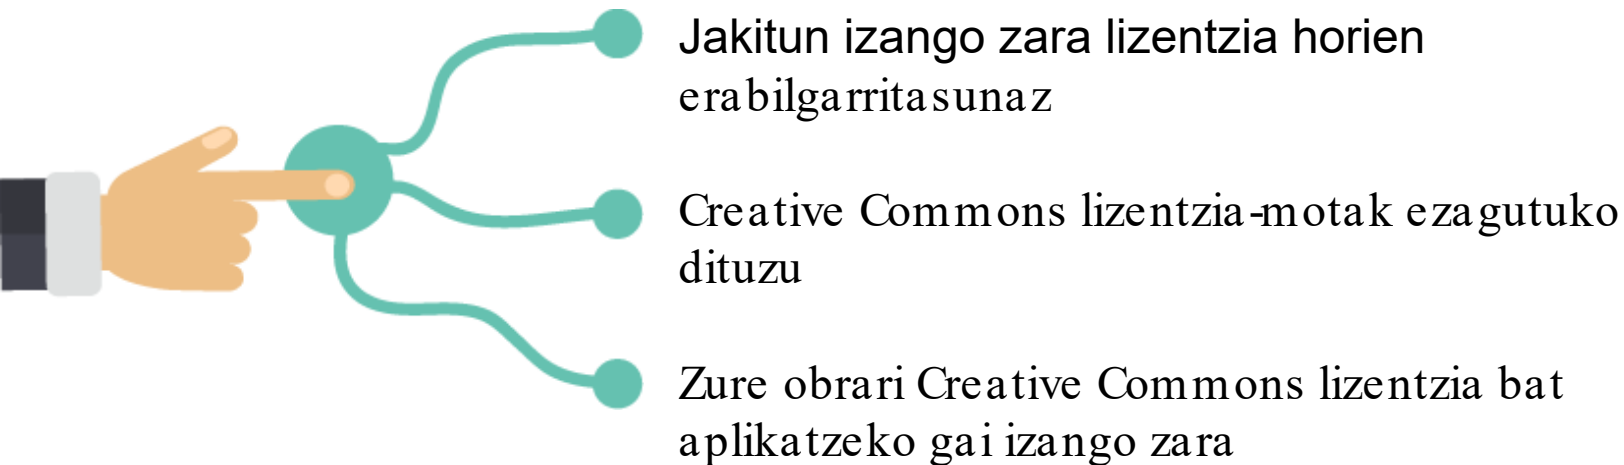 Jakitun izango zara lizentzia horien
erabilgarritasunaz
Creative Commons lizentzia-motak ezagutuko
dituzu
Zure obrari Creative Commons lizentzia bat
aplikatzeko gai izango zara